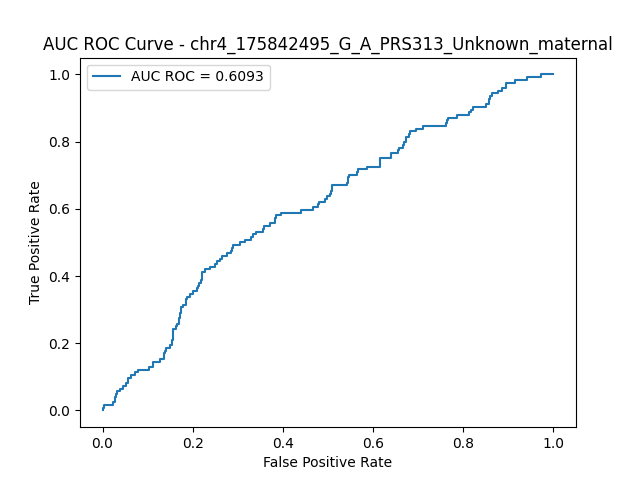 AUC ROC Curve - chr4_175842495_G_A_PRS313_Unknown_maternal
AUC ROC = 0.6093
1.0
0.8
0.6
0.4
0.2
0.0
True Positive Rate
0.0 0.2 0.4 0.6 0.8 1.0
False Positive Rate